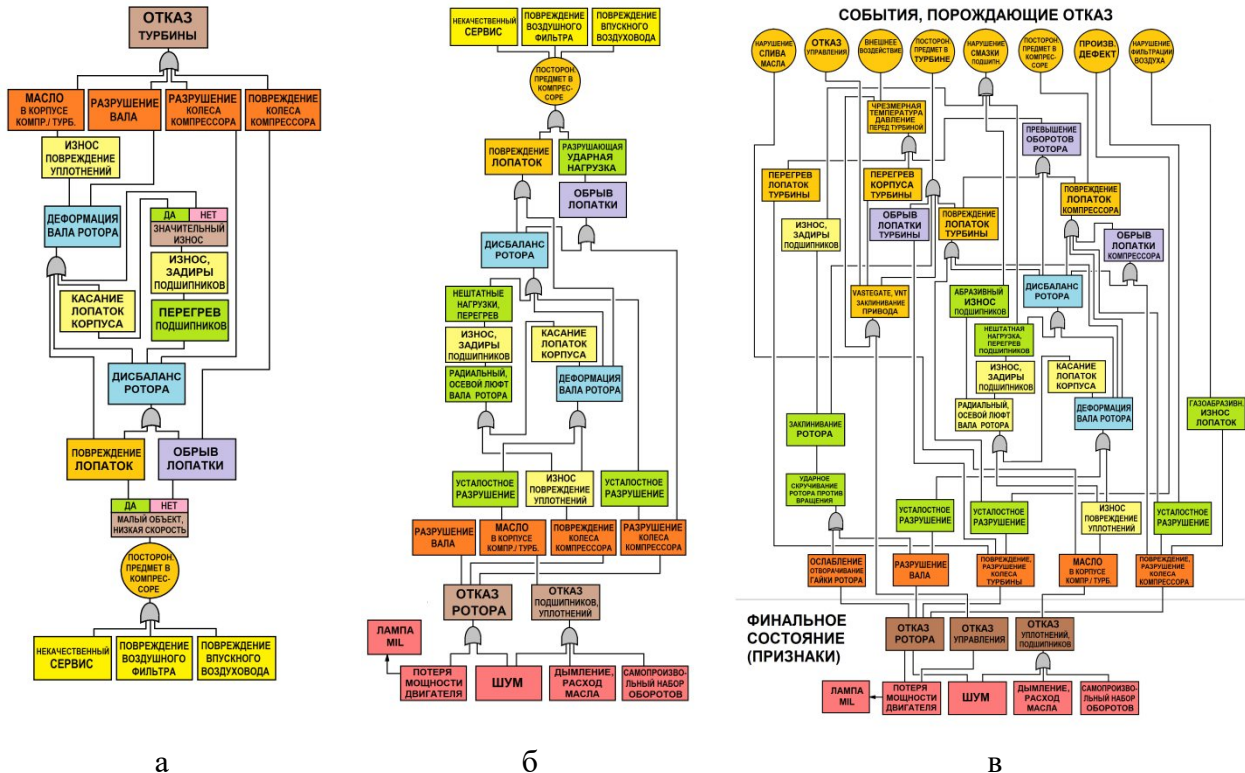 ОТКАЗ
ТУРБИНЫ
МАСЛО
В КОРПУСЕ
КОМПР./ ТУРБ.
РАЗРУШЕНИЕ
ВАЛА
РАЗРУШЕНИЕ
КОЛЕСА
КОМПРЕССОРА
ПОВРЕЖДЕНИЕ
КОЛЕСА
КОМПРЕССОРА
ИЗНОС
ПОВРЕЖДЕНИЕ
УПЛОТНЕНИЙ
ДЕФОРМАЦИЯ
ВАЛА РОТОРА
ДА
НЕТ
ЗНАЧИТЕЛЬНЫЙ
ИЗНОС
ИЗНОС,
ЗАДИРЫ
ПОДШИПНИКОВ
КАСАНИЕ
ЛОПАТОК
КОРПУСА
ПЕРЕГРЕВ
ПОДШИПНИКОВ
ДИСБАЛАНС
РОТОРА
ПОВРЕЖДЕНИЕ
ЛОПАТОК
ОБРЫВ
ЛОПАТКИ
ДА
НЕТ
МАЛЫЙ ОБЪЕКТ,
НИЗКАЯ СКОРОСТЬ
ПОСТОРОН.
ПРЕДМЕТ В
КОМПРЕС-
СОРЕ
НЕКАЧЕСТВЕННЫЙ
СЕРВИС
ПОВРЕЖДЕНИЕ
ВОЗДУШНОГО
ФИЛЬТРА
ПОВРЕЖДЕНИЕ
ВПУСКНОГО
ВОЗДУХОВОДА
а
НЕКАЧЕСТВЕННЫЙ
СЕРВИС
ПОВРЕЖДЕНИЕ
ВОЗДУШНОГО
ФИЛЬТРА
ПОВРЕЖДЕНИЕ
ВПУСКНОГО
ВОЗДУХОВОДА
ПОСТОРОН.
ПРЕДМЕТ В
КОМПРЕС-
СОРЕ
ПОВРЕЖДЕНИЕ
ЛОПАТОК
РАЗРУШАЮЩАЯ
УДАРНАЯ
НАГРУЗКА
ОБРЫВ
ЛОПАТКИ
ДИСБАЛАНС
РОТОРА
НЕШТАТНЫЕ
НАГРУЗКИ,
ПЕРЕГРЕВ
ИЗНОС,
ЗАДИРЫ
ПОДШИПНИКОВ
КАСАНИЕ
ЛОПАТОК
КОРПУСА
РАДИАЛЬНЫЙ,
ОСЕВОЙ ЛЮФТ
ВАЛА РОТОРА
ДЕФОРМАЦИЯ
ВАЛА РОТОРА
УСТАЛОСТНОЕ
РАЗРУШЕНИЕ
ИЗНОС
ПОВРЕЖДЕНИЕ
УПЛОТНЕНИЙ
УСТАЛОСТНОЕ
РАЗРУШЕНИЕ
РАЗРУШЕНИЕ
ВАЛА
МАСЛО
В КОРПУСЕ
КОМПР./ ТУРБ.
ПОВРЕЖДЕНИЕ
КОЛЕСА
КОМПРЕССОРА
РАЗРУШЕНИЕ
КОЛЕСА
КОМПРЕССОРА
ОТКАЗ
РОТОРА
ОТКАЗ
ПОДШИПНИКОВ,
УПЛОТНЕНИЙ
ЛАМПА
MIL
ПОТЕРЯ
МОЩНОСТИ
ДВИГАТЕЛЯ
ШУМ
ДЫМЛЕНИЕ,
РАСХОД
МАСЛА
САМОПРОИЗВО-
ЛЬНЫЙ НАБОР
ОБОРОТОВ
б
СОБЫТИЯ, ПОРОЖДАЮЩИЕ ОТКАЗ
НАРУШЕНИЕ
СЛИВА
МАСЛА
ОТКАЗ
УПРАВЛЕНИЯ
ВНЕШНЕЕ
ВОЗДЕЙСТВИЕ
ПОСТОРОН.
ПРЕДМЕТ В
ТУРБИНЕ
НАРУШЕНИЕ
СМАЗКИ
ПОДШИПН.
ПОСТОРОН.
ПРЕДМЕТ В
КОМПРЕС-
СОРЕ
ПРОИЗВ.
ДЕФЕКТ
НАРУШЕНИЕ
ФИЛЬТРАЦИИ
ВОЗДУХА
ЧРЕЗМЕРНАЯ
ТЕМПЕРАТУРА
ДАВЛЕНИЕ
ПЕРЕД ТУРБИНОЙ
ПРЕВЫШЕНИЕ
ОБОРОТОВ
РОТОРА
ПЕРЕГРЕВ
ЛОПАТОК
ТУРБИНЫ
ПЕРЕГРЕВ
КОРПУСА
ТУРБИНЫ
ПОВРЕЖДЕНИЕ
ЛОПАТОК
КОМПРЕССОРА
ИЗНОС,
ЗАДИРЫ
ПОДШИПНИКОВ
ОБРЫВ
ЛОПАТКИ
ТУРБИНЫ
ПОВРЕЖДЕНИЕ
ЛОПАТОК
ТУРБИНЫ
ОБРЫВ
ЛОПАТКИ
КОМПРЕССОРА
VASTEGATE, VNT
ЗАКЛИНИВАНИЕ
ПРИВОДА
АБРАЗИВНЫЙ
ИЗНОС
ПОДШИПНИКОВ
ДИСБАЛАНС
РОТОРА
НЕШТАТНАЯ
НАГРУЗКА,
ПЕРЕГРЕВ
ПОДШИПНИКОВ
ИЗНОС,
ЗАДИРЫ
ПОДШИПНИКОВ
КАСАНИЕ
ЛОПАТОК
КОРПУСА
ЗАКЛИНИВАНИЕ
РОТОРА
РАДИАЛЬНЫЙ,
ОСЕВОЙ ЛЮФТ
ВАЛА РОТОРА
ДЕФОРМАЦИЯ
ВАЛА РОТОРА
ГАЗОАБРАЗИВН.
ИЗНОС
ЛОПАТОК
УДАРНОЕ
СКРУЧИВАНИЕ
РОТОРА ПРОТИВ
ВРАЩЕНИЯ
УСТАЛОСТНОЕ
РАЗРУШЕНИЕ
УСТАЛОСТНОЕ
РАЗРУШЕНИЕ
ИЗНОС
ПОВРЕЖДЕНИЕ
УПЛОТНЕНИЙ
УСТАЛОСТНОЕ
РАЗРУШЕНИЕ
ОСЛАБЛЕНИЕ
ОТВОРАЧИВАНИЕ
ГАЙКИ РОТОРА
РАЗРУШЕНИЕ
ВАЛА
ПОВРЕЖДЕНИЕ,
РАЗРУШЕНИЕ
КОЛЕСА
ТУРБИНЫ
МАСЛО
В КОРПУСЕ
КОМПР./ ТУРБ.
ПОВРЕЖДЕНИЕ,
РАЗРУШЕНИЕ
КОЛЕСА
КОМПРЕССОРА
ФИНАЛЬНОЕ
СОСТОЯНИЕ
(ПРИЗНАКИ)
ОТКАЗ
РОТОРА
ОТКАЗ
УПРАВЛЕНИЯ
ОТКАЗ
УПЛОТНЕНИЙ,
ПОДШИПНИКОВ
ЛАМПА
MIL
ПОТЕРЯ
МОЩНОСТИ
ДВИГАТЕЛЯ
ШУМ
ДЫМЛЕНИЕ,
РАСХОД
МАСЛА
САМОПРОИЗВО-
ЛЬНЫЙ НАБОР
ОБОРОТОВ
в